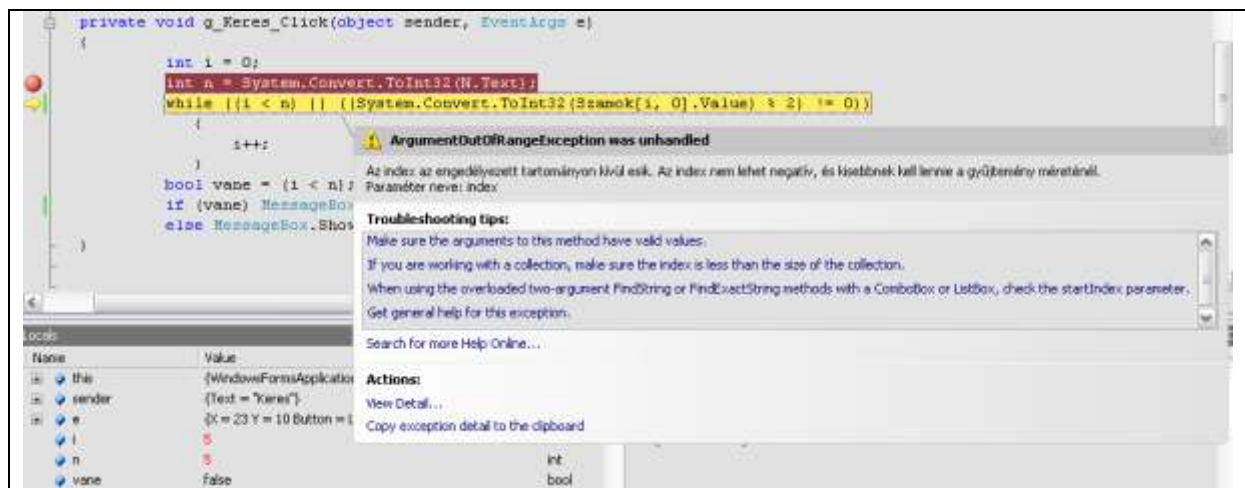 private void g_Keres_Click(object sender, EventArgs e)
{
int i = 0;
int n = System.Convert.ToInt32(N.Text);
while ((i < n) || ((System.Convert.ToInt32(Szamok[i, 0].Value) % 2) != 0))
{
i++;
}
bool vane = (i < n);
if (vane) MessageBox
else MessageBox.Show
}
ArgumentOutOfRangeException was unhandled
Az index az engedélyezett tartományon kívül esik. Az index nem lehet negatív, és kisebbnek kell lennie a gyűjtemény méreténél.
Paraméter neve: index
Troubleshooting tips:
Make sure the arguments to this method have valid values.
If you are working with a collection, make sure the index is less than the size of the collection.
When using the overloaded two-argument FindString or FindExactString methods with a ComboBox or ListBox, check the startIndex parameter.
Get general help for this exception.
Search for more Help Online...
Actions:
View Detail...
Copy exception detail to the clipboard
Locals
Name Value
this {WindowsFormsApplication
sender {Text = "Keres"}
e {X = 23 Y = 10 Button = L
i 5
n 5 int
vane false bool